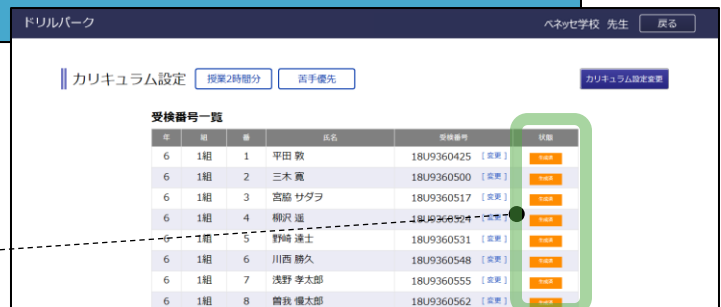 ドリルパーク ベネッセ学校 先生 戻る
カリキュラム設定 授業2時間分 苦手優先 カリキュラム設定変更
受検番号一覧
年 組 番 氏名 受検番号 状態
6 1組 1 平田 敦 18U9360425 [変更]
6 1組 2 三木 寛 18U9360500 [変更]
6 1組 3 宮脇 サダヲ 18U9360517 [変更]
6 1組 4 柳沢 遥 18U9360524 [変更]
6 1組 5 野崎 達士 18U9360531 [変更]
6 1組 6 川西 勝久 18U9360548 [変更]
6 1組 7 浅野 孝太郎 18U9360555 [変更]
6 1組 8 曽我 優太郎 18U9360562 [変更]